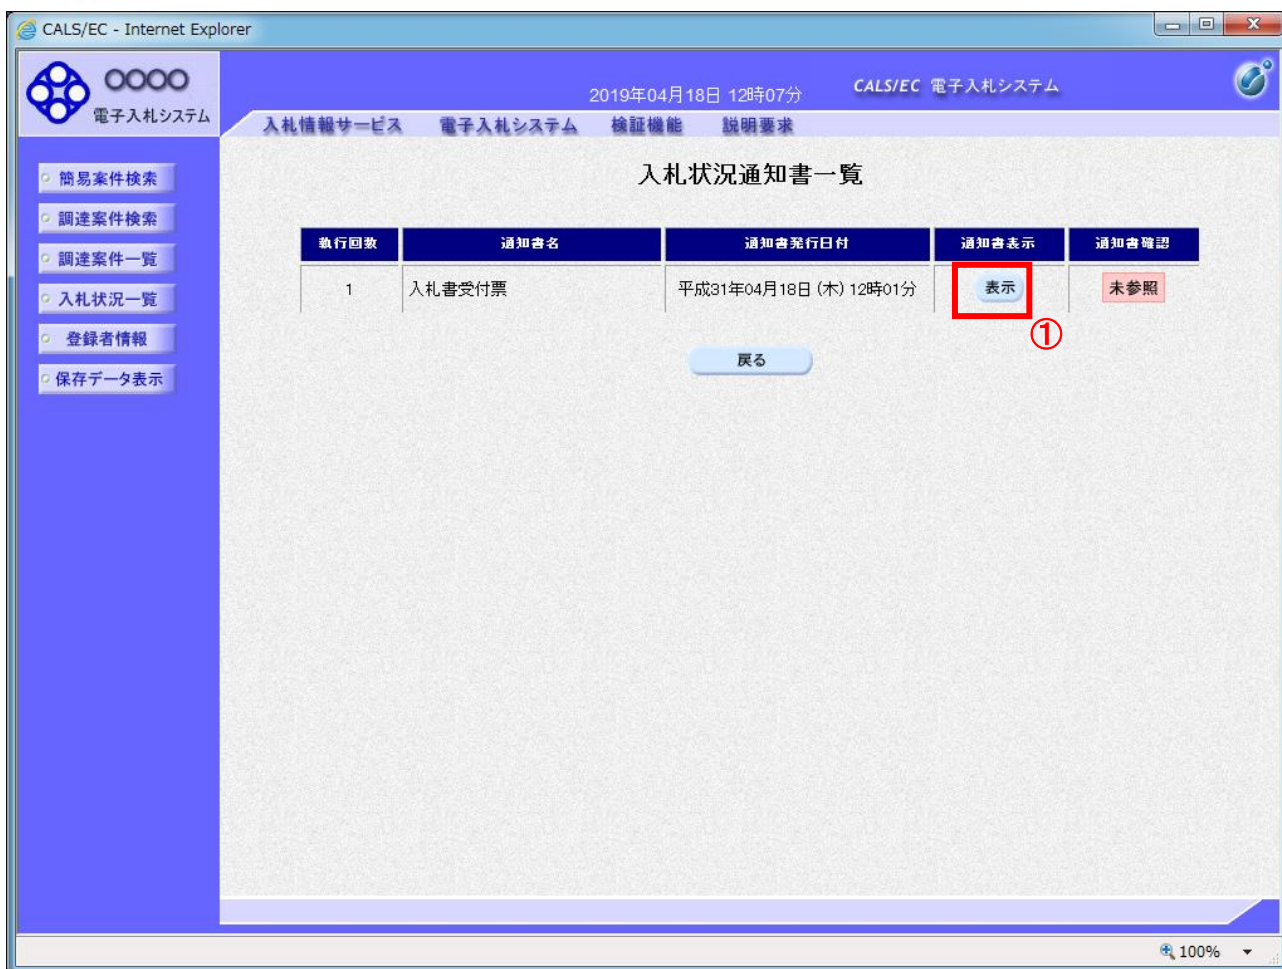 CALS/EC - Internet Explorer
○○○○
電子入札システム
2019年04月18日 12時07分
CALS/EC 電子入札システム
入札情報サービス 電子入札システム 検証機能 説明要求
簡易案件検索
調達案件検索
調達案件一覧
入札状況一覧
登録者情報
保存データ表示
入札状況通知書一覧
執行回数 通知書名 通知書発行日付 通知書表示 通知書確認
1 入札書受付票 平成31年04月18日 (木) 12時01分 表示 未参照
①
戻る
100%